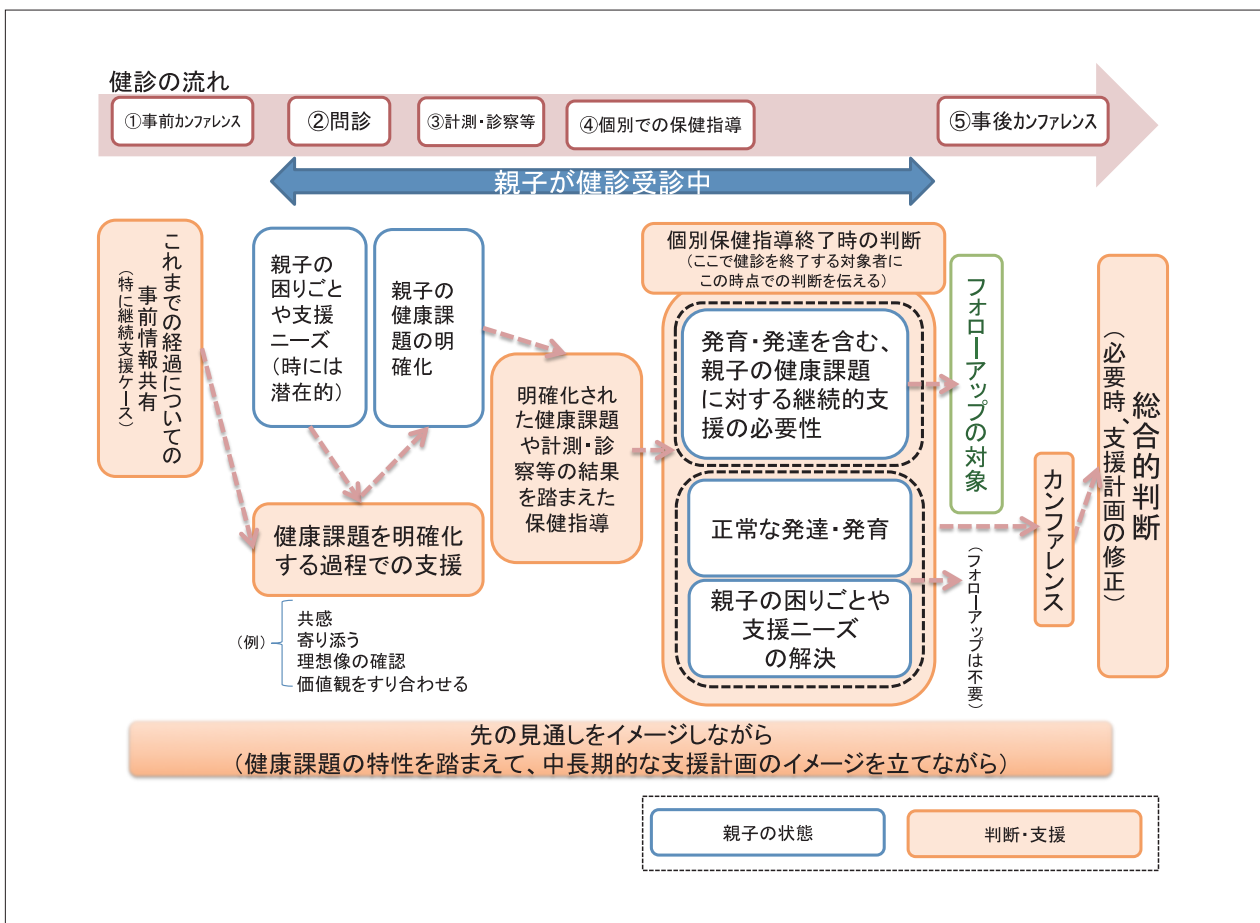 健診の流れ
①事前カンファレンス
②問診
③計測・診察等
④個別での保健指導
⑤事後カンファレンス
親子が健診受診中
これまでの経過についての
事前情報共有
(特に継続支援ケース)
親子の
困りごと
や支援
ニーズ
(時には
潜在的)
親子の
健康課
題の明
確化
健康課題を明確化
する過程での支援
(例)
共感
寄り添う
理想像の確認
価値観をすり合わせる
明確化され
た健康課題
や計測・診
察等の結果
を踏まえた
保健指導
個別保健指導終了時の判断
(ここで健診を終了する対象者に
この時点での判断を伝える)
発育・発達を含む、
親子の健康課題
に対する継続的支
援の必要性
正常な発達・発育
親子の困りごとや
支援ニーズ
の解決
フォローアップの対象
(フォローアップは不要)
カンファレンス
総合的判断
(必要時、支援計画の修正)
先の見通しをイメージしながら
(健康課題の特性を踏まえて、中長期的な支援計画のイメージを立てながら)
親子の状態
判断・支援